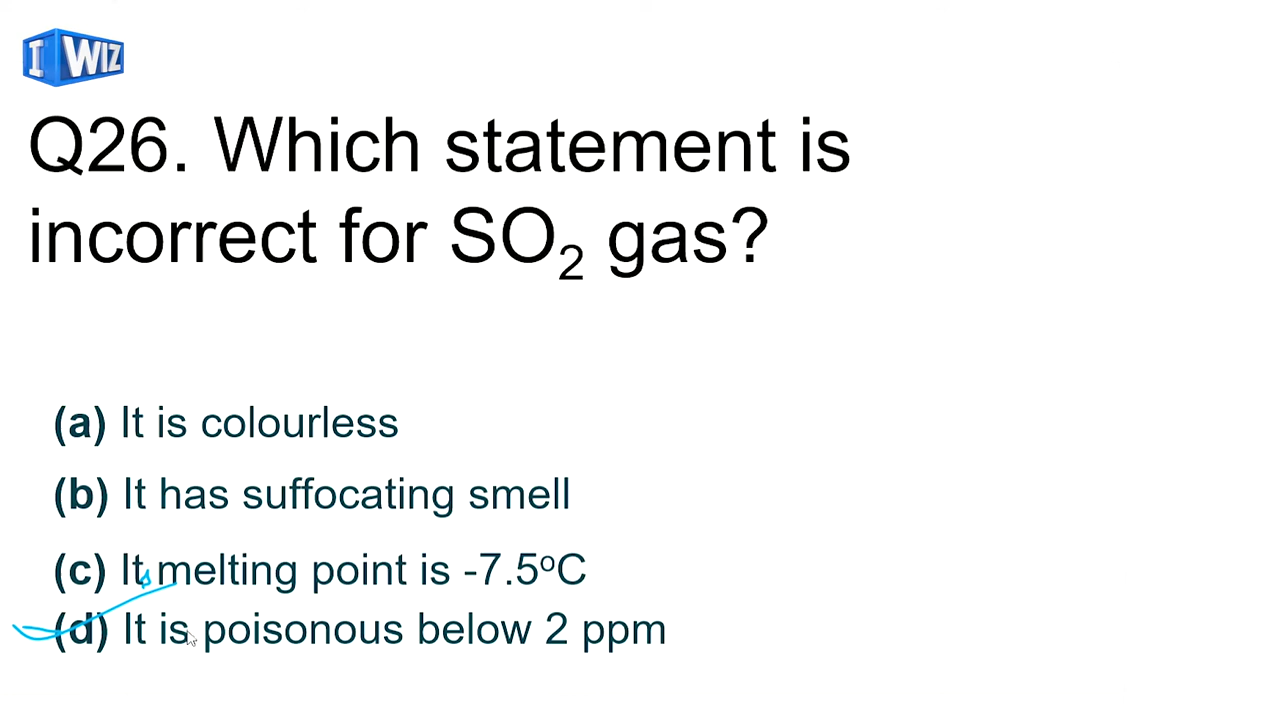 I WIZ
Q26. Which statement is
incorrect for SO₂ gas?
(a) It is colourless
(b) It has suffocating smell
(c) Its melting point is -7.5ºC
(d) It is poisonous below 2 ppm